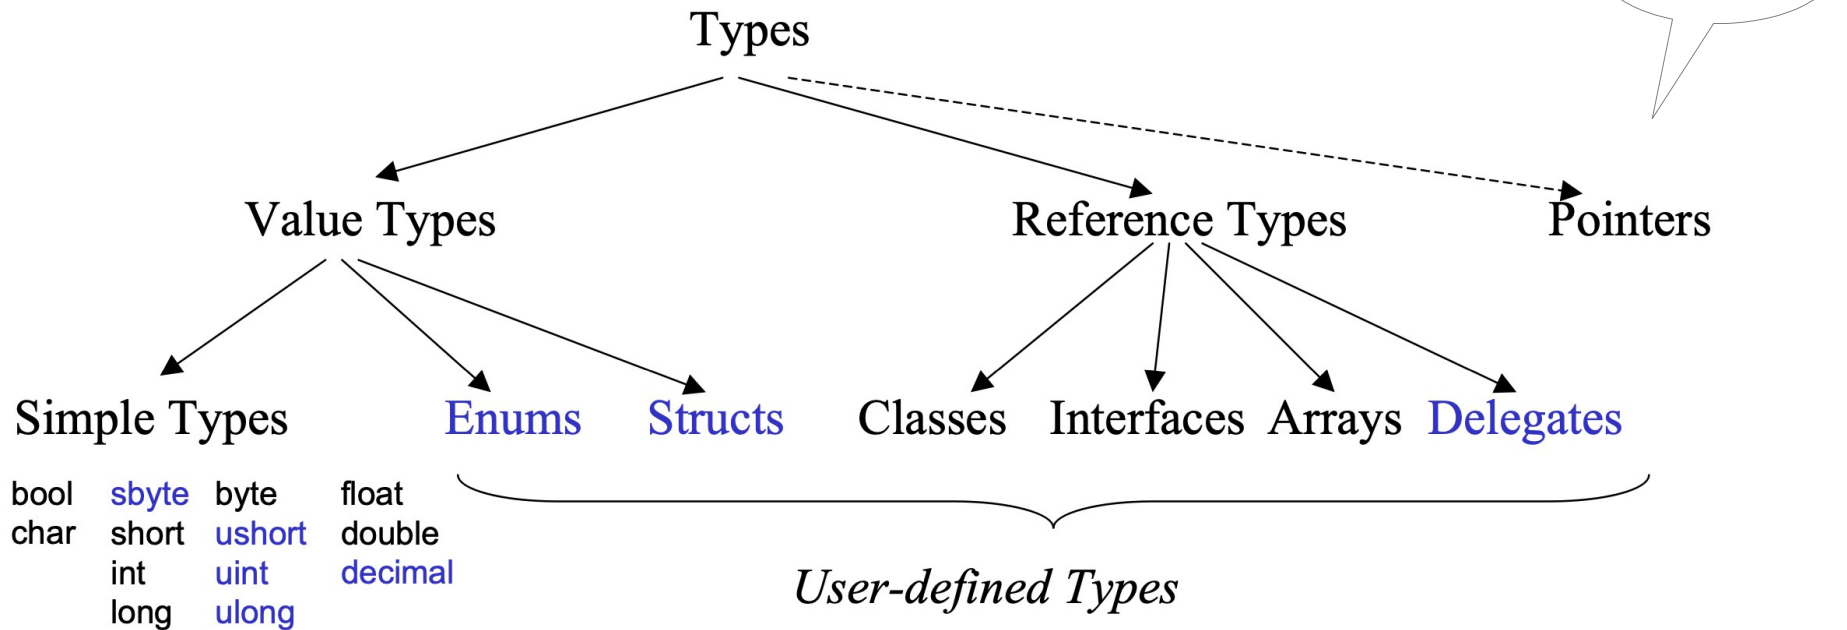 Types
Value Types Reference Types Pointers
Simple Types Enums Structs Classes Interfaces Arrays Delegates
bool sbyte byte float
char short ushort double
int uint decimal
long ulong
User-defined Types